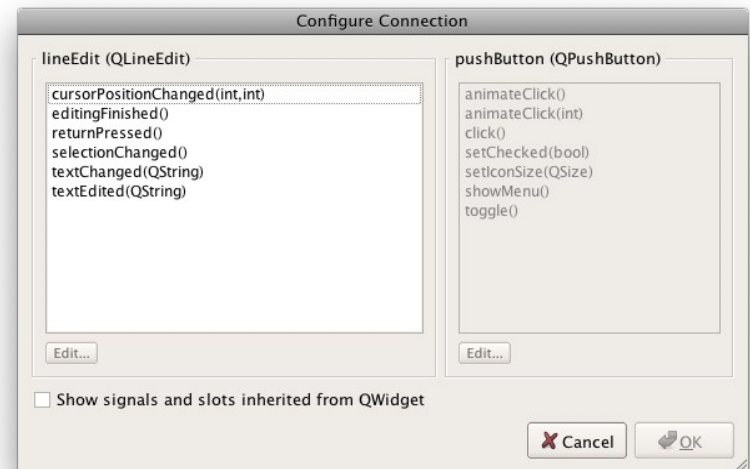 Configure Connection
lineEdit (QLineEdit)
cursorPositionChanged(int,int)
editingFinished()
returnPressed()
selectionChanged()
textChanged(QString)
textEdited(QString)
Edit...
pushButton (QPushButton)
animateClick()
animateClick(int)
click()
setChecked(bool)
setIconSize(QSize)
showMenu()
toggle()
Edit...
Show signals and slots inherited from QWidget
Cancel
OK